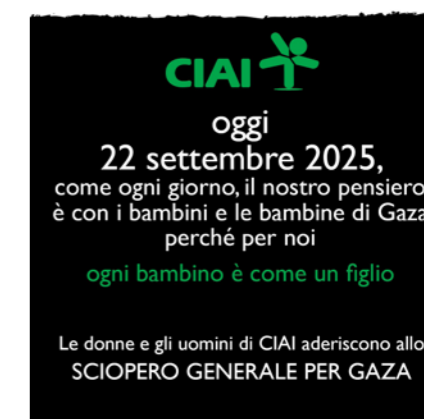 CIAI
oggi
22 settembre 2025,
come ogni giorno, il nostro pensiero
è con i bambini e le bambine di Gaza
perché per noi
ogni bambino è come un figlio
Le donne e gli uomini di CIAI aderiscono allo
SCIOPERO GENERALE PER GAZA